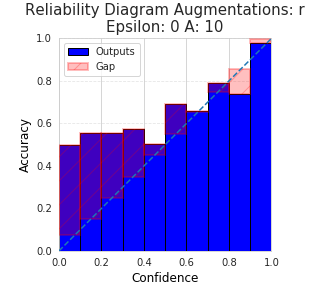 Reliability Diagram Augmentations: r
Epsilon: 0 A: 10
1.0
Outputs
Gap
0.8
0.6
0.4
0.2
0.0
Accuracy
0.0 0.2 0.4 0.6 0.8 1.0
Confidence